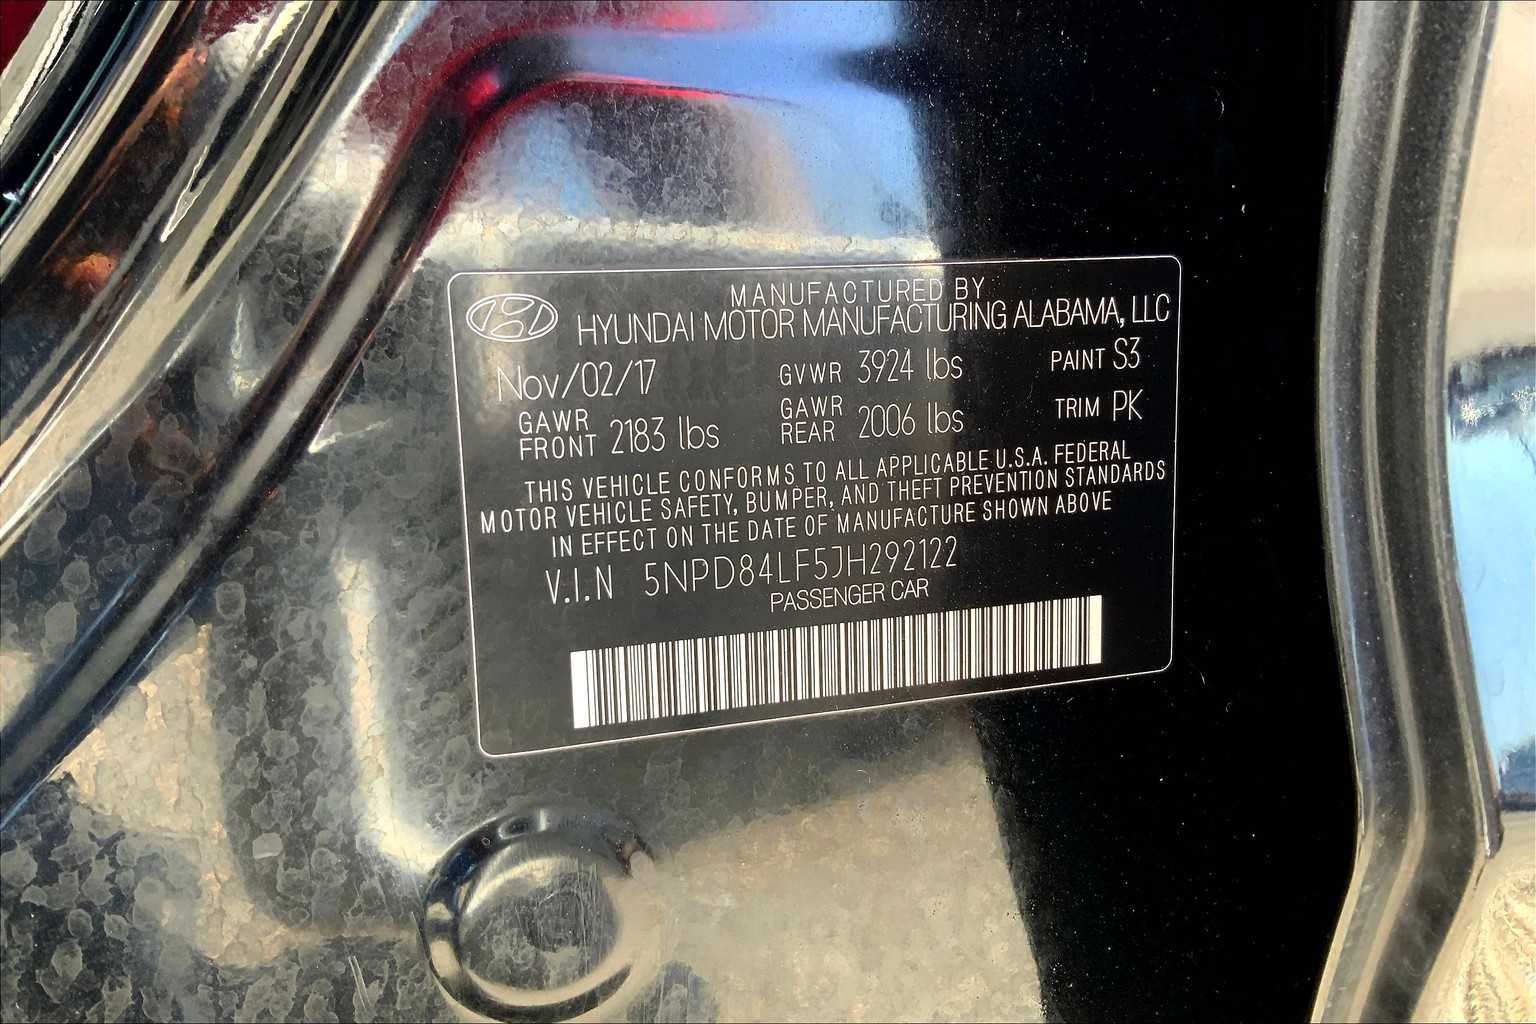 MANUFACTURED BY
HYUNDAI MOTOR MANUFACTURING ALABAMA, LLC
Nov/02/17 GVWR 3924 lbs PAINT S3
GAWR FRONT 2183 lbs GAWR REAR 2006 lbs TRIM PK
THIS VEHICLE CONFORMS TO ALL APPLICABLE U.S.A. FEDERAL
MOTOR VEHICLE SAFETY, BUMPER, AND THEFT PREVENTION STANDARDS
IN EFFECT ON THE DATE OF MANUFACTURE SHOWN ABOVE
V.I.N 5NPD84LF5JH292122
PASSENGER CAR